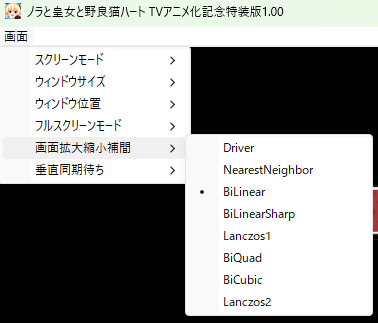 ノラと皇女と野良猫ハート TVアニメ化記念特装版1.00
画面
スクリーンモード
ウィンドウサイズ
ウィンドウ位置
フルスクリーンモード
画面拡大縮小補間
垂直同期待ち
Driver
NearestNeighbor
BiLinear
BiLinearSharp
Lanczos1
BiQuad
BiCubic
Lanczos2